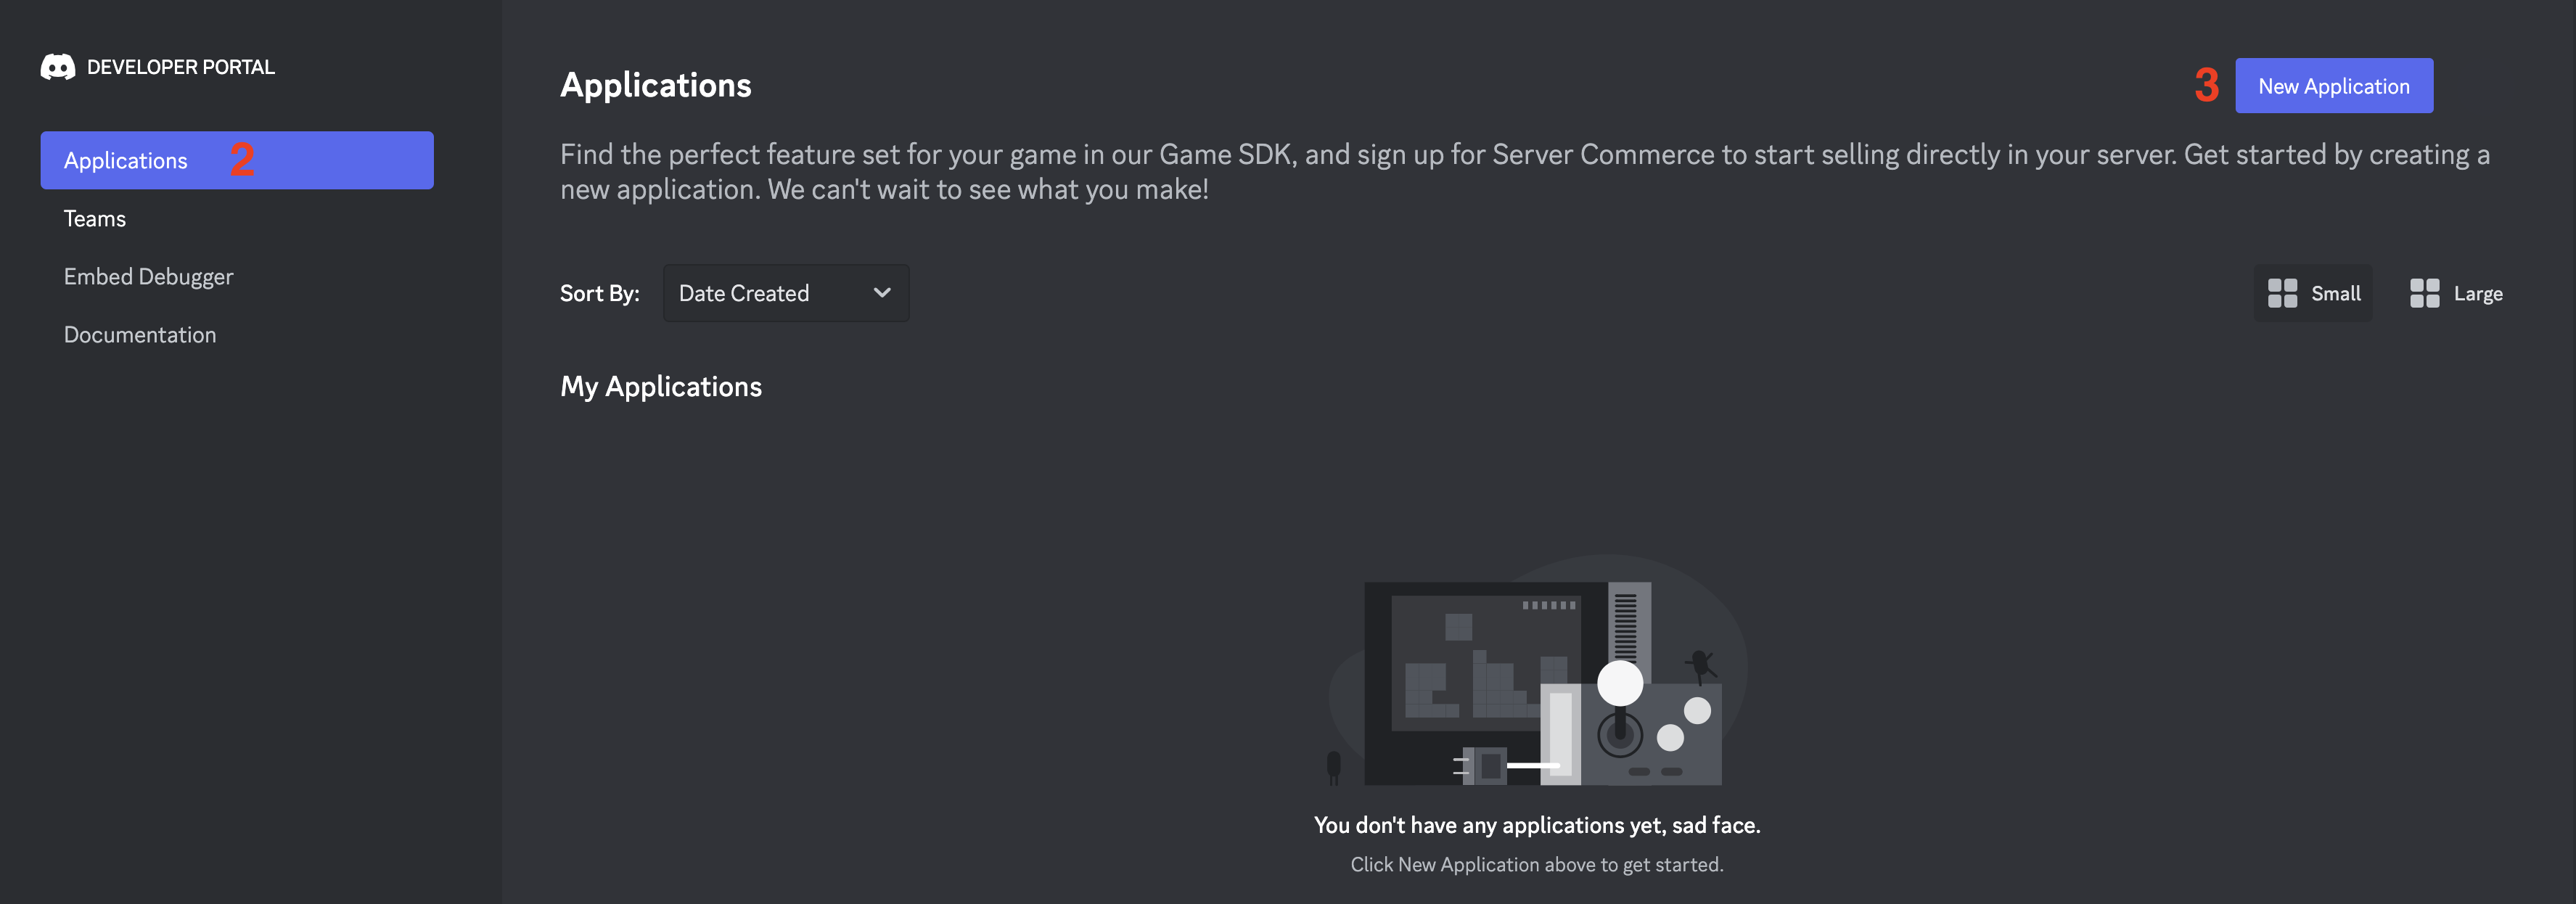 DEVELOPER PORTAL
Applications 2
Teams
Embed Debugger
Documentation
Applications
3 New Application
Find the perfect feature set for your game in our Game SDK, and sign up for Server Commerce to start selling directly in your server. Get started by creating a
new application. We can't wait to see what you make!
Sort By: Date Created
Small Large
My Applications
You don't have any applications yet, sad face.
Click New Application above to get started.